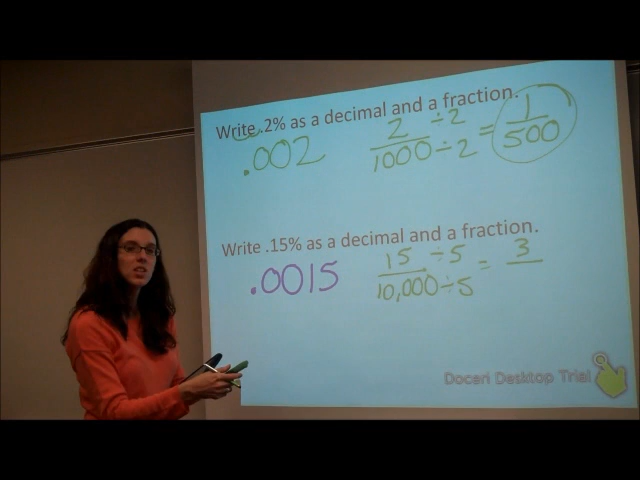 Write .2% as a decimal and a fraction.
.002 2/1000 ÷2/÷2 = 1/500
Write .15% as a decimal and a fraction.
.0015 15/10,000 ÷5/÷5 = 3/
Doceri Desktop Trial